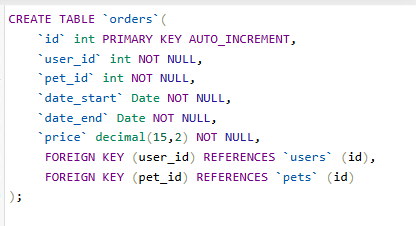 CREATE TABLE `orders`(
`id` int PRIMARY KEY AUTO_INCREMENT,
`user_id` int NOT NULL,
`pet_id` int NOT NULL,
`date_start` Date NOT NULL,
`date_end` Date NOT NULL,
`price` decimal(15,2) NOT NULL,
FOREIGN KEY (user_id) REFERENCES `users` (id),
FOREIGN KEY (pet_id) REFERENCES `pets` (id)
);